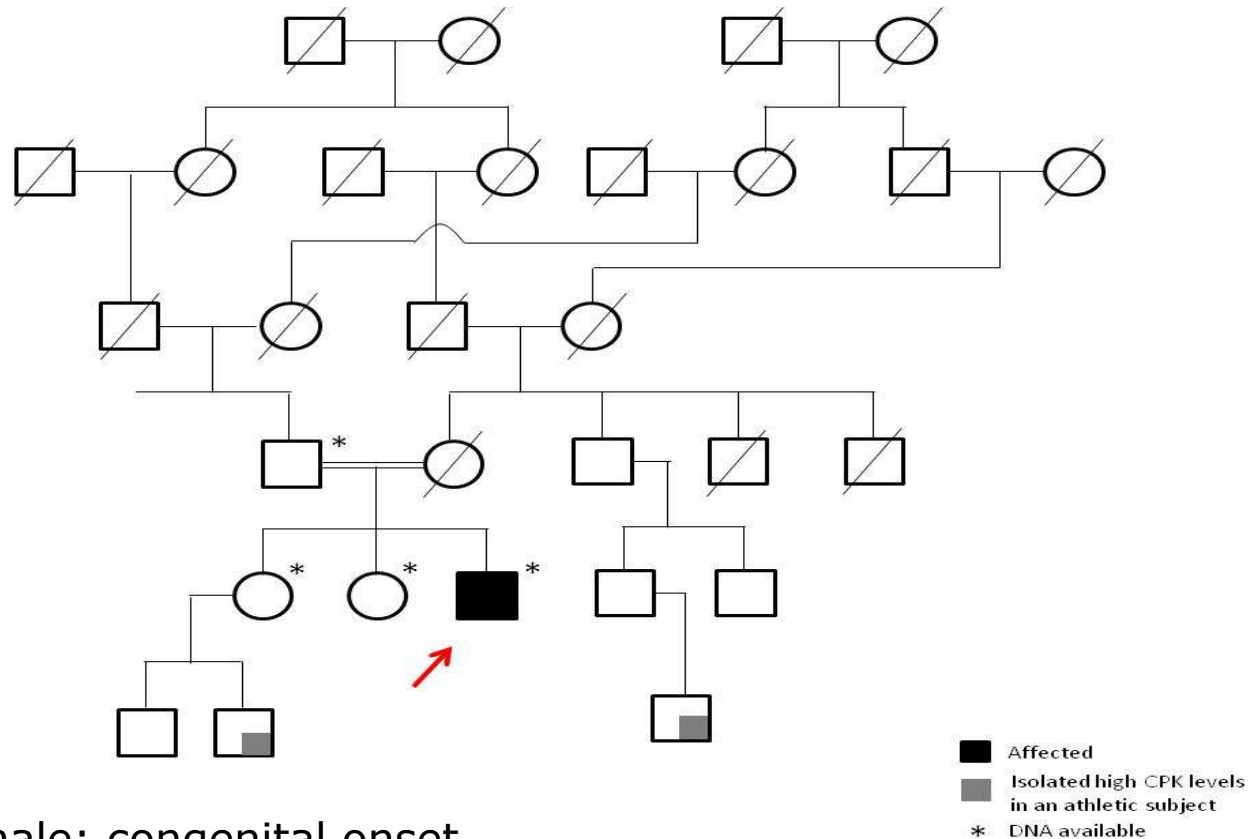 *
* * *
Affected
Isolated high CPK levels
in an athletic subject
* DNA available
male: congenital onset